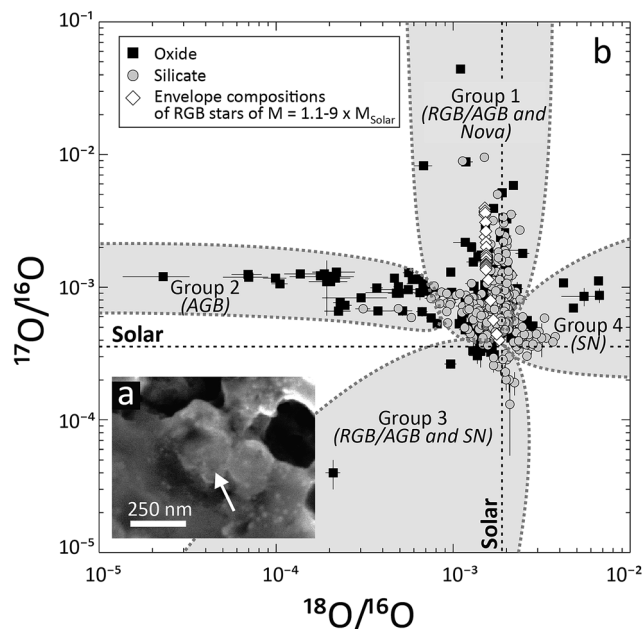 b
Oxide
Silicate
Envelope compositions
of RGB stars of M = 1.1-9 x M_Solar
Group 1
(RGB/AGB and
Nova)
Group 2
(AGB)
Group 4
(SN)
Solar
Group 3
(RGB/AGB and SN)
a
250 nm
Solar
10⁻¹
10⁻²
10⁻³
10⁻⁴
10⁻⁵
¹⁷O/¹⁶O
10⁻⁵
10⁻⁴
10⁻³
10⁻²
¹⁸O/¹⁶O